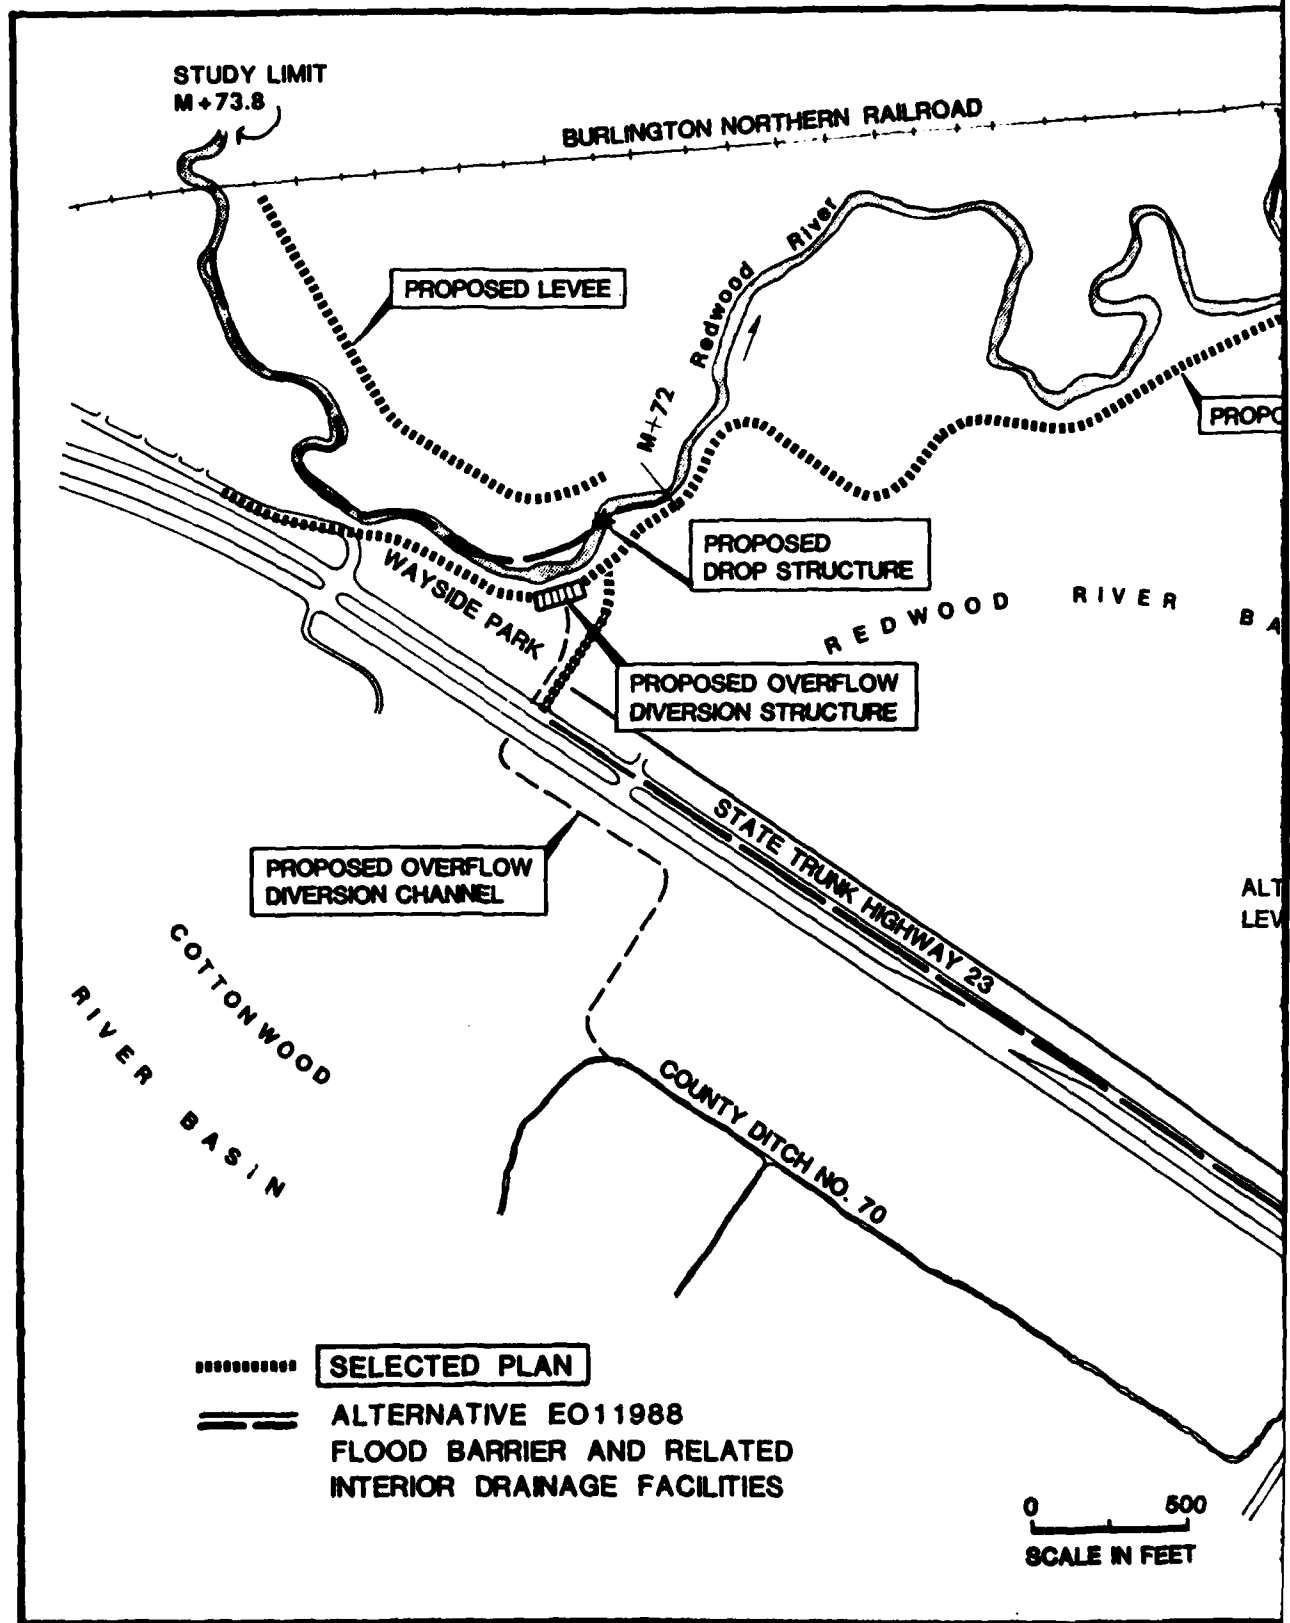 STUDY LIMIT
M+73.8
BURLINGTON NORTHERN RAILROAD
PROPOSED LEVEE
Redwood River
M+72
PROPO
PROPOSED
DROP STRUCTURE
WAYSIDE PARK
REDWOOD RIVER BA
PROPOSED OVERFLOW
DIVERSION STRUCTURE
STATE TRUNK HIGHWAY 23
PROPOSED OVERFLOW
DIVERSION CHANNEL
ALT
LEV
COTTONWOOD
RIVER BASIN
COUNTY DITCH NO. 70
SELECTED PLAN
ALTERNATIVE EO11988
FLOOD BARRIER AND RELATED
INTERIOR DRAINAGE FACILITIES
0 500
SCALE IN FEET